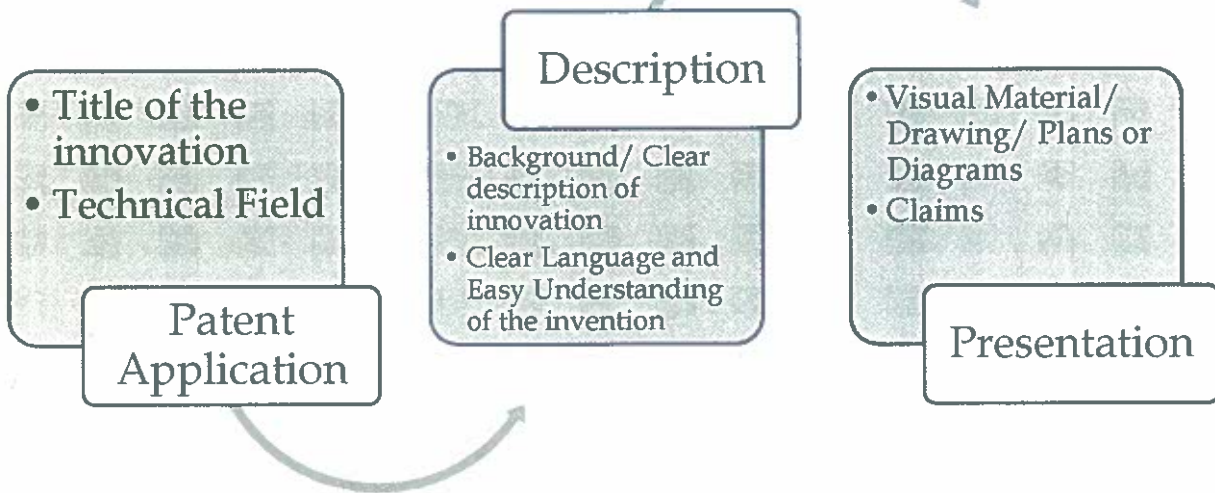 • Title of the
innovation
• Technical Field
Patent
Application
Description
• Background/ Clear
description of
innovation
• Clear Language and
Easy Understanding
of the invention
• Visual Material/
Drawing/ Plans or
Diagrams
• Claims
Presentation